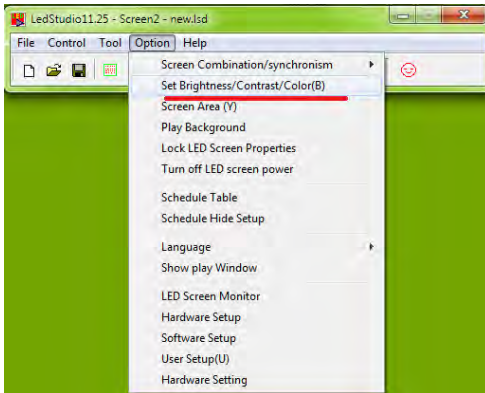 LedStudio11.25 - Screen2 - new.lsd
File Control Tool Option Help
AVI
Screen Combination/synchronism
Set Brightness/Contrast/Color(B)
Screen Area (Y)
Play Background
Lock LED Screen Properties
Turn off LED screen power
Schedule Table
Schedule Hide Setup
Language
Show play Window
LED Screen Monitor
Hardware Setup
Software Setup
User Setup(U)
Hardware Setting